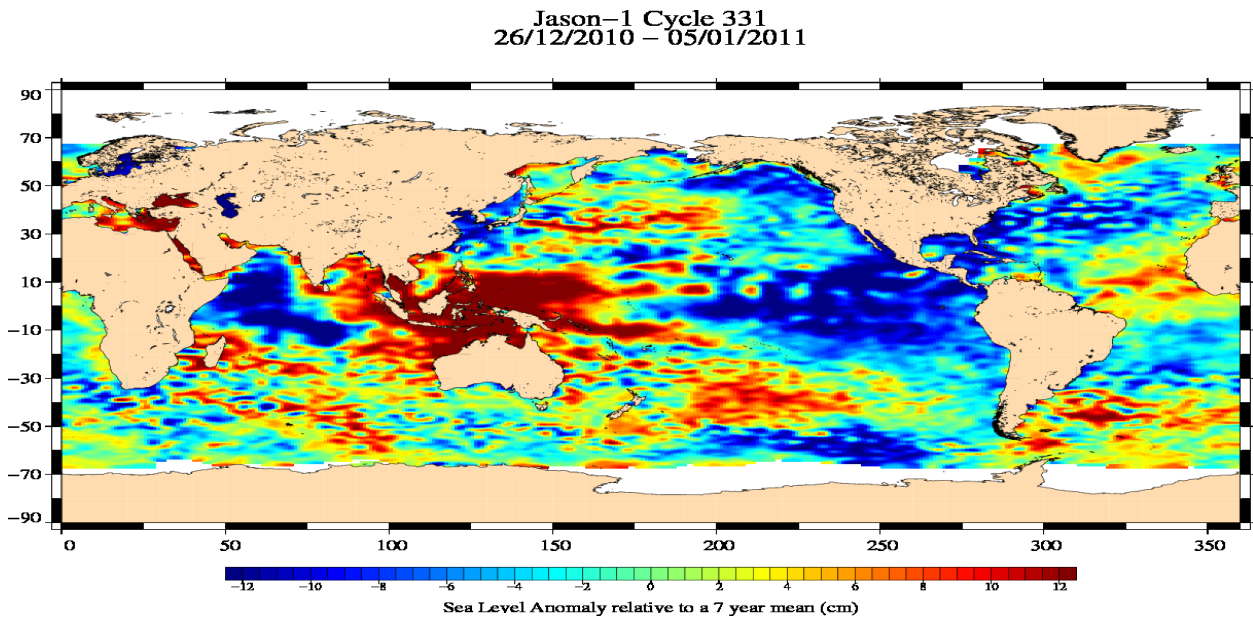 Jason−1 Cycle 331
26/12/2010 − 05/01/2011
90
70
50
30
10
−10
−30
−50
−70
−90
0 50 100 150 200 250 300 350
−12 −10 −8 −6 −4 −2 0 2 4 6 8 10 12
Sea Level Anomaly relative to a 7 year mean (cm)